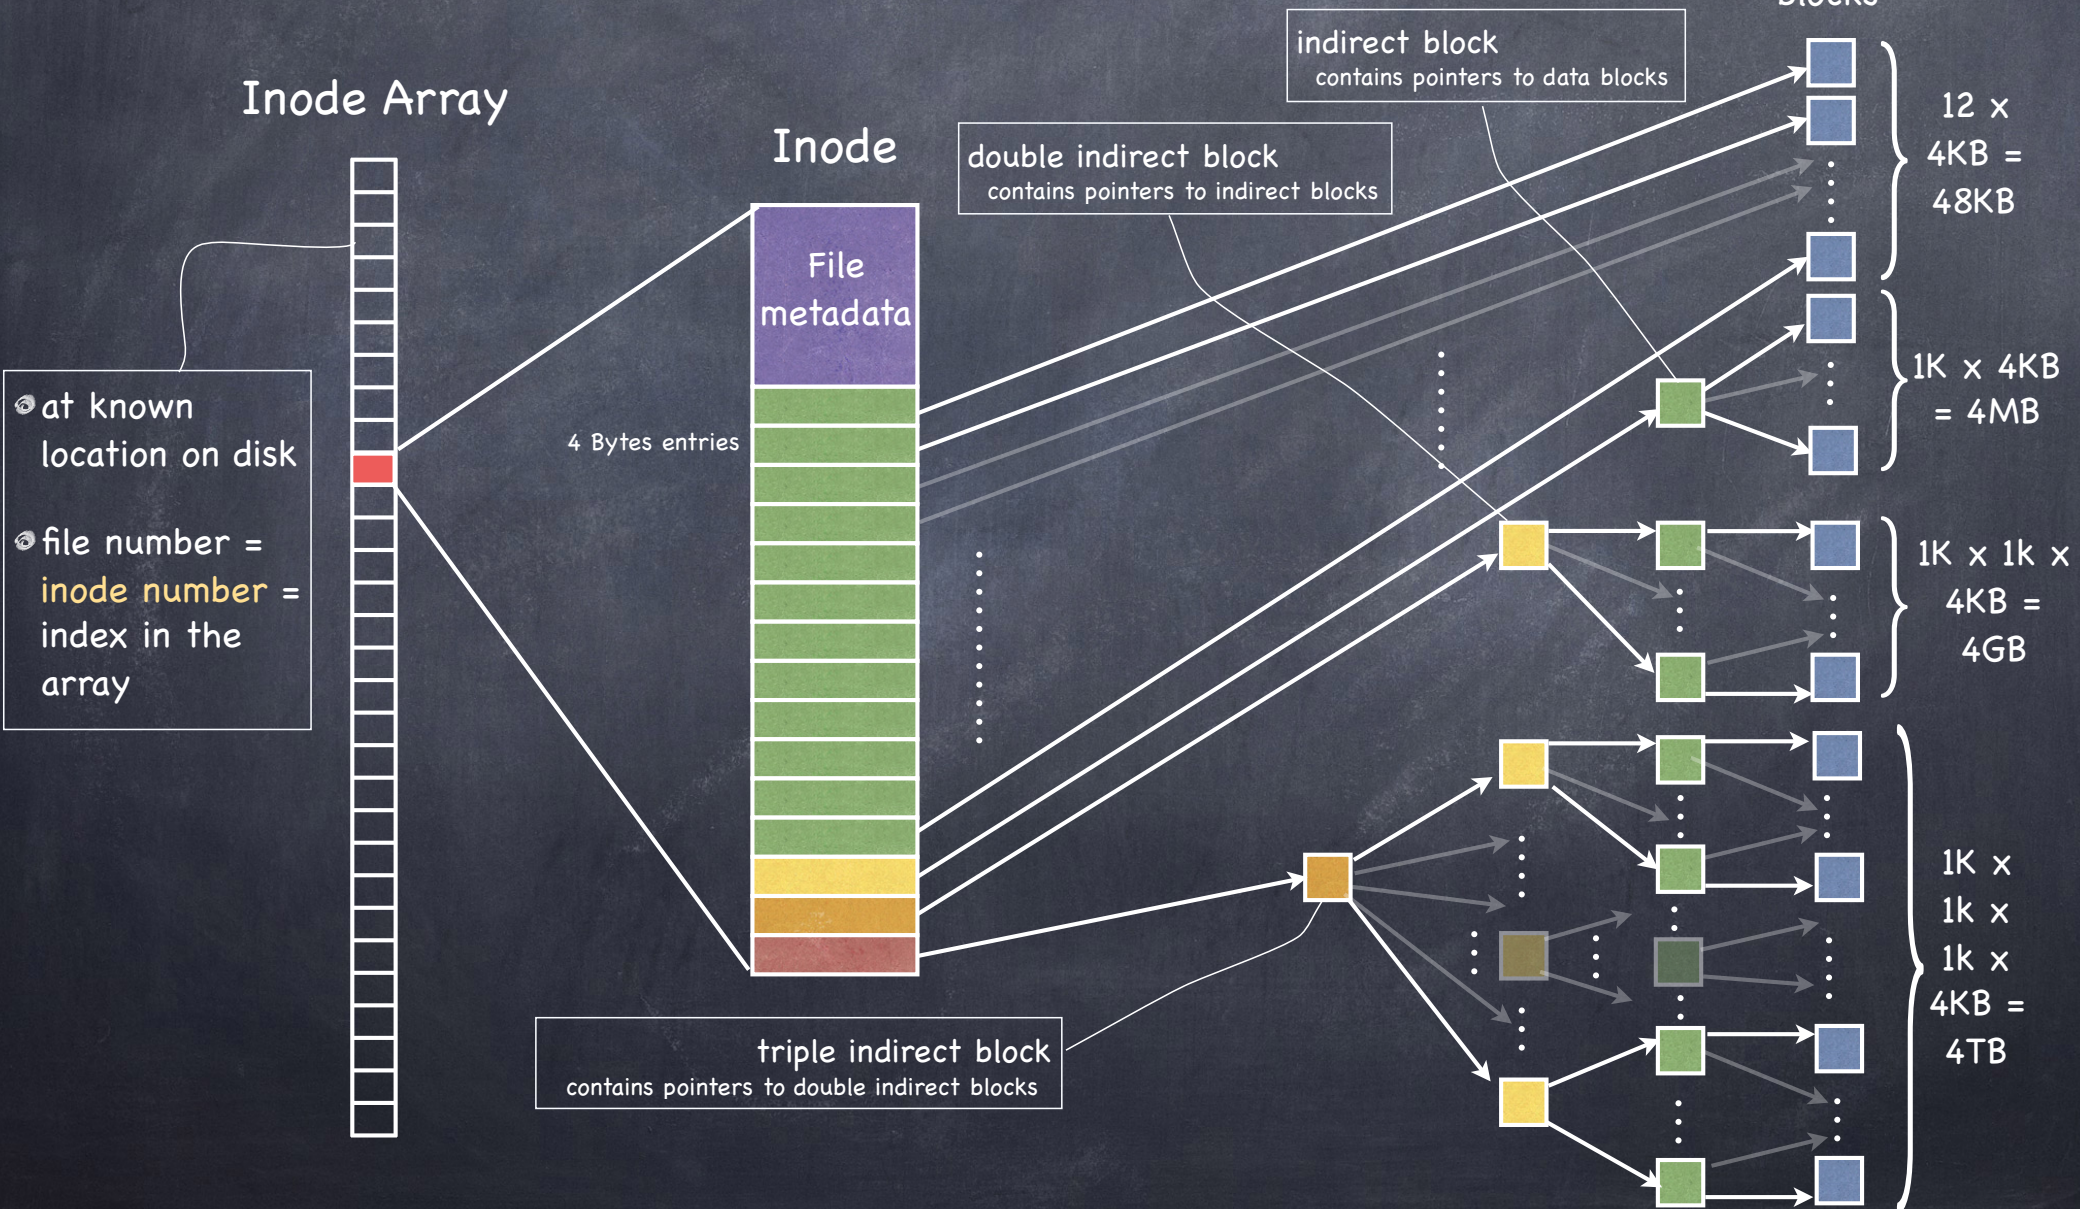 blocks
indirect block
contains pointers to data blocks
Inode Array
Inode
double indirect block
contains pointers to indirect blocks
12 x
4KB =
48KB
File
metadata
4 Bytes entries
at known
location on disk
file number =
inode number =
index in the
array
1K x 4KB
= 4MB
1K x 1k x
4KB =
4GB
1K x
1k x
1k x
4KB =
4TB
triple indirect block
contains pointers to double indirect blocks